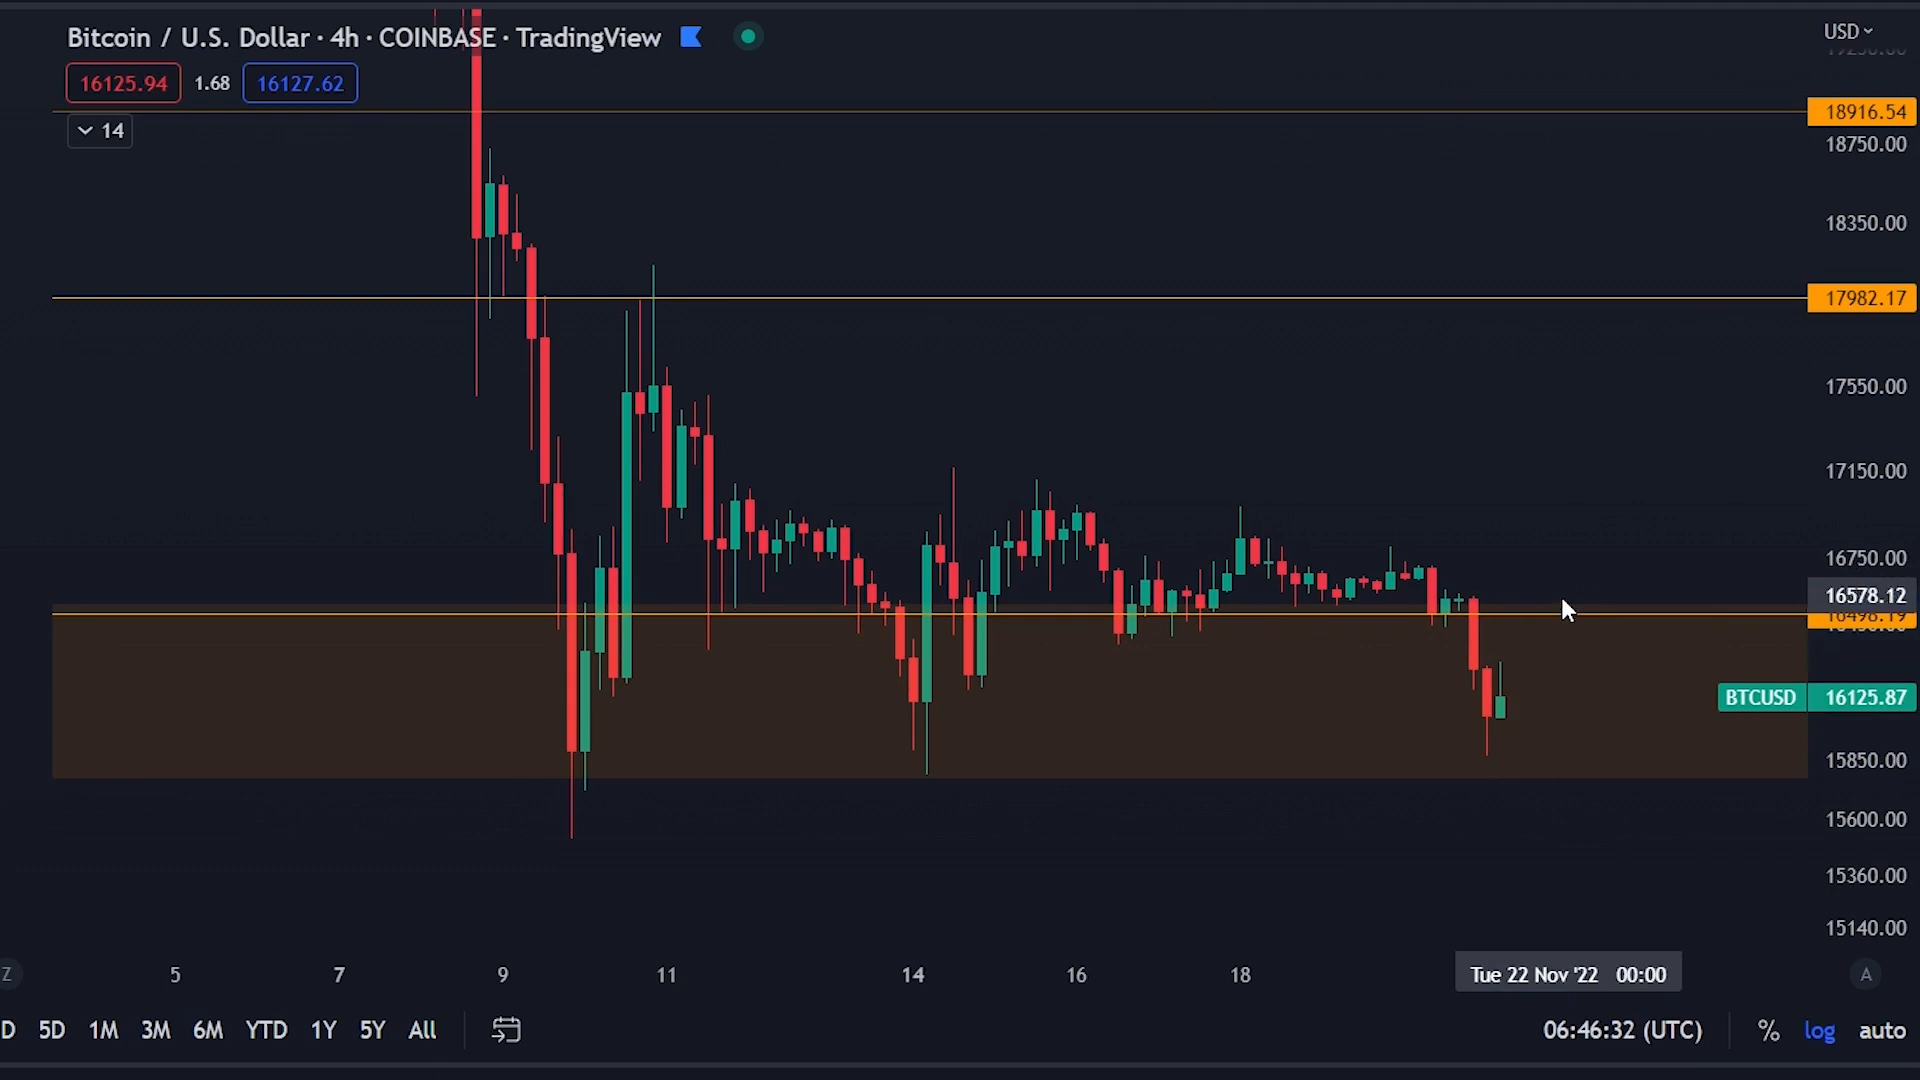 Bitcoin / U.S. Dollar · 4h · COINBASE · TradingView
USD
16125.94 1.68 16127.62
14
18916.54
18750.00
18350.00
17982.17
17550.00
17150.00
16750.00
16578.12
16498.19
BTCUSD 16125.87
15850.00
15600.00
15360.00
15140.00
Z 5 7 9 11 14 16 18 Tue 22 Nov '22 00:00 A
D 5D 1M 3M 6M YTD 1Y 5Y All 06:46:32 (UTC) % log auto